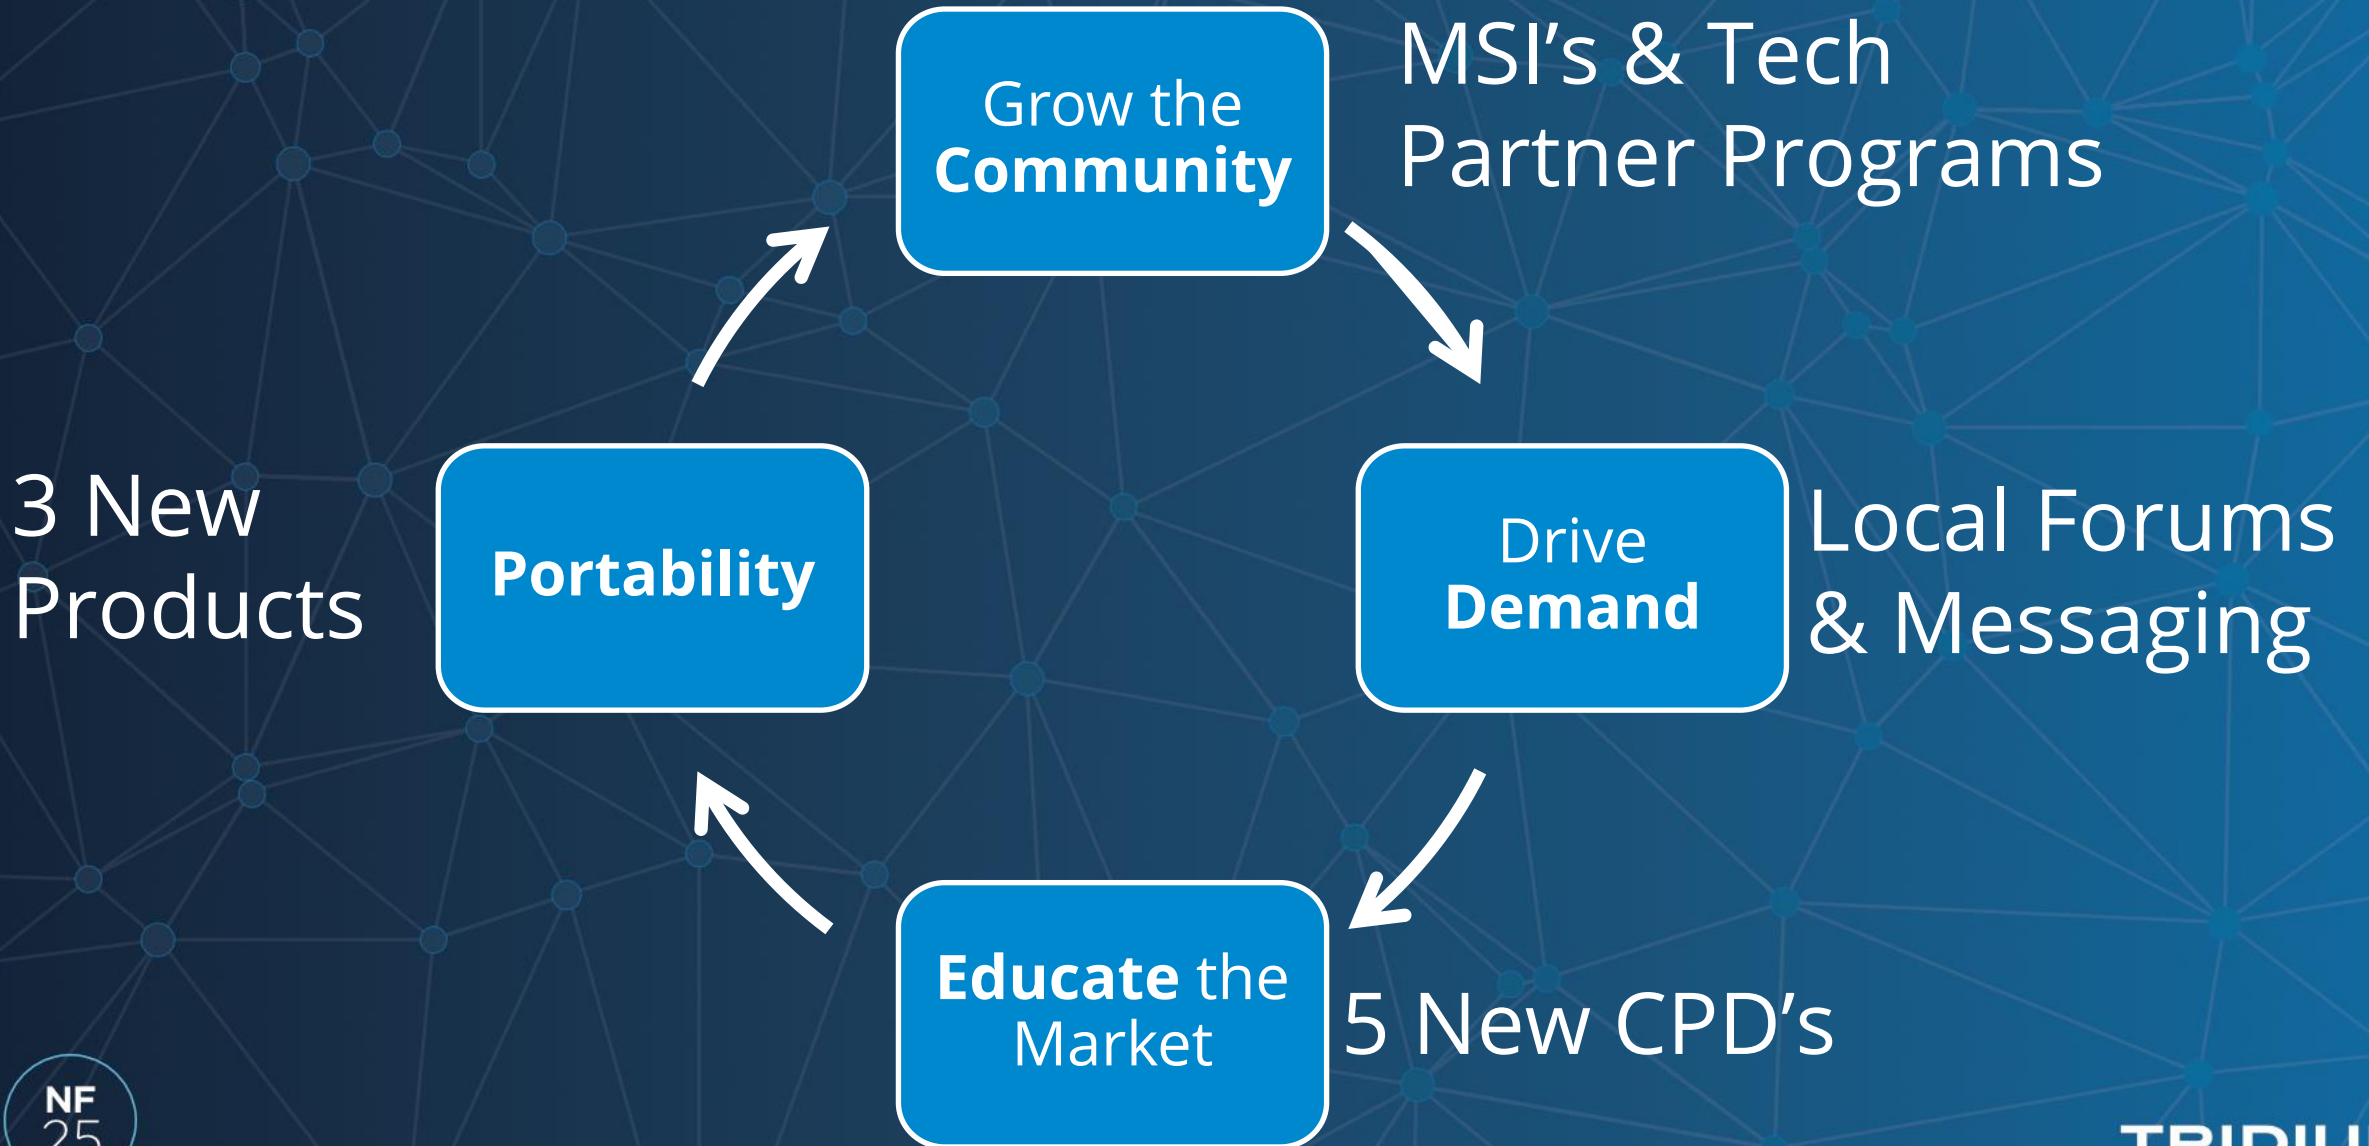 Grow the
Community
MSI's & Tech
Partner Programs
3 New
Products
Portability
Drive
Demand
Local Forums
& Messaging
Educate the
Market
5 New CPD's
NF
25